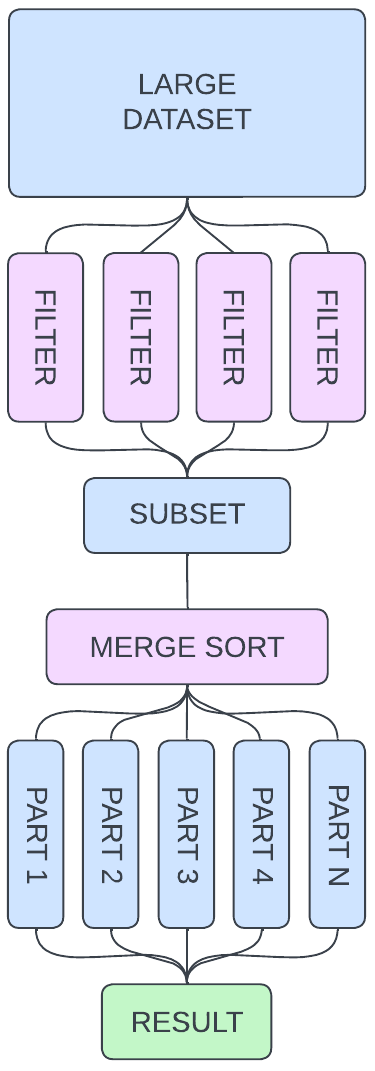 LARGE
DATASET
FILTER
FILTER
FILTER
FILTER
SUBSET
MERGE SORT
PART 1
PART 2
PART 3
PART 4
PART N
RESULT